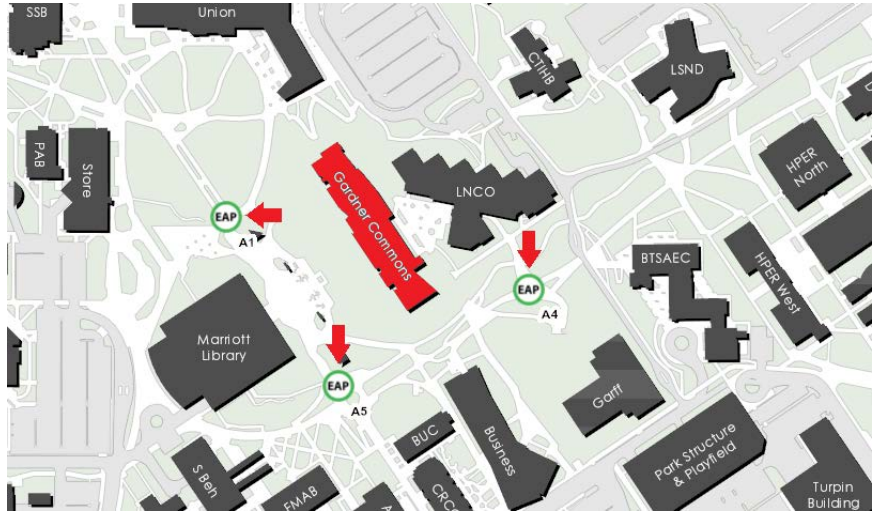 SSB
Union
CTIHB
LSND
PAB
Store
HPER
North
Gardner Commons
LNCO
EAP
A1
BTSAEC
HPER West
EAP
A4
Marriott
Library
EAP
A5
Garff
BUC
Business
S Beh
Park Structure
& Playfield
FMAB
Turpin
Building